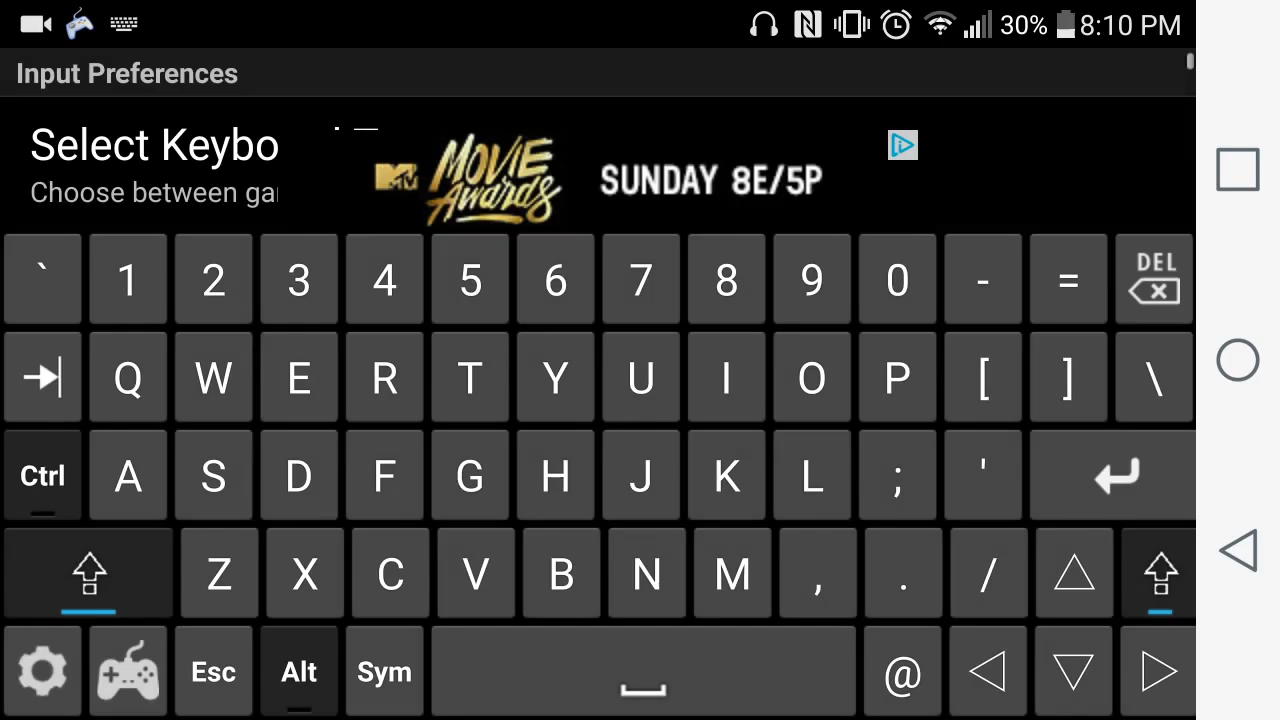 30% 8:10 PM
Input Preferences
Select Keybo
Choose between ga
MTV MOVIE Awards SUNDAY 8E/5P
` 1 2 3 4 5 6 7 8 9 0 - = DEL
Q W E R T Y U I O P [ ] \
Ctrl A S D F G H J K L ; '
Z X C V B N M , . /
Esc Alt Sym @